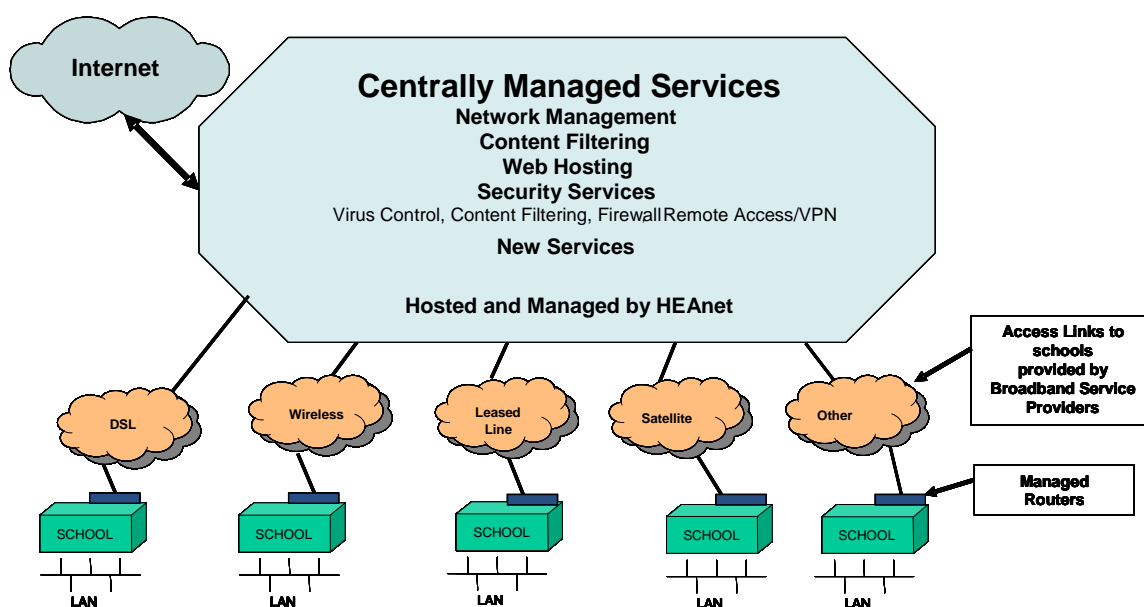 Internet
Centrally Managed Services
Network Management
Content Filtering
Web Hosting
Security Services
Virus Control, Content Filtering, FirewallRemote Access/VPN
New Services
Hosted and Managed by HEAnet
Access Links to
schools
provided by
Broadband Service
Providers
DSL
Wireless
Leased
Line
Satellite
Other
Managed
Routers
SCHOOL
SCHOOL
SCHOOL
SCHOOL
SCHOOL
LAN
LAN
LAN
LAN
LAN